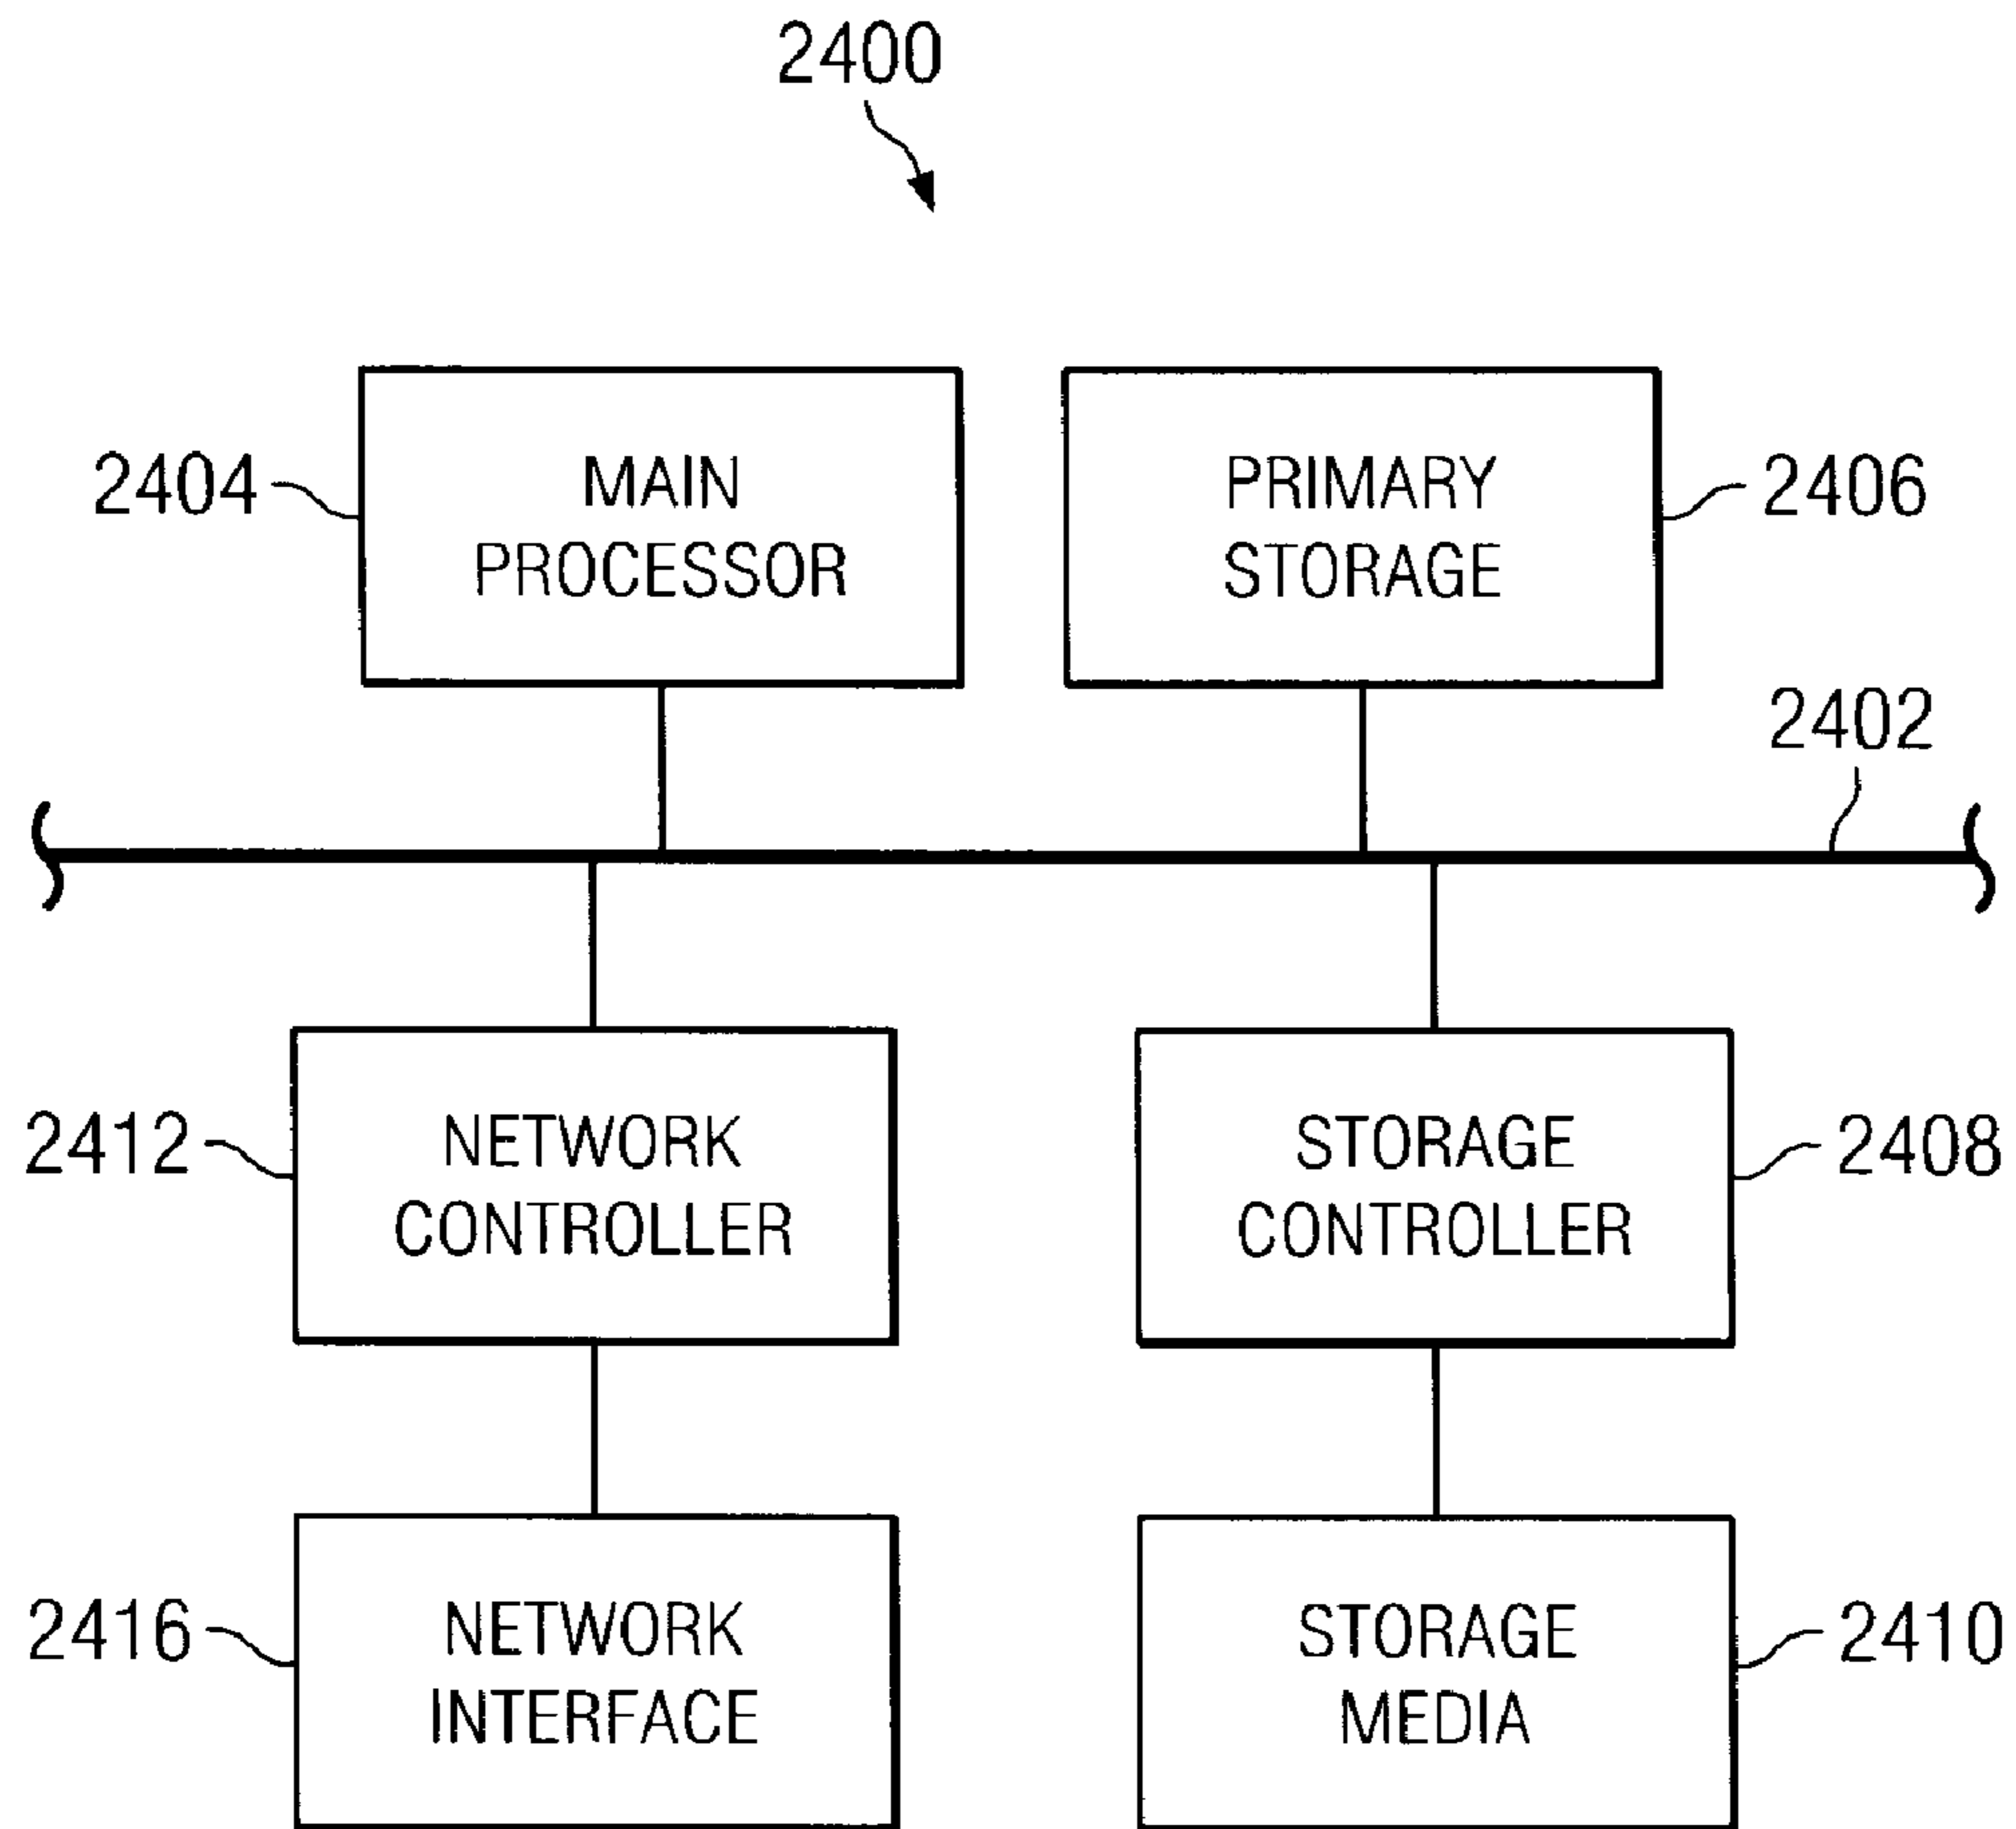 2400
2404
MAIN
PROCESSOR
PRIMARY
STORAGE
2406
2402
2412
NETWORK
CONTROLLER
STORAGE
CONTROLLER
2408
2416
NETWORK
INTERFACE
STORAGE
MEDIA
2410